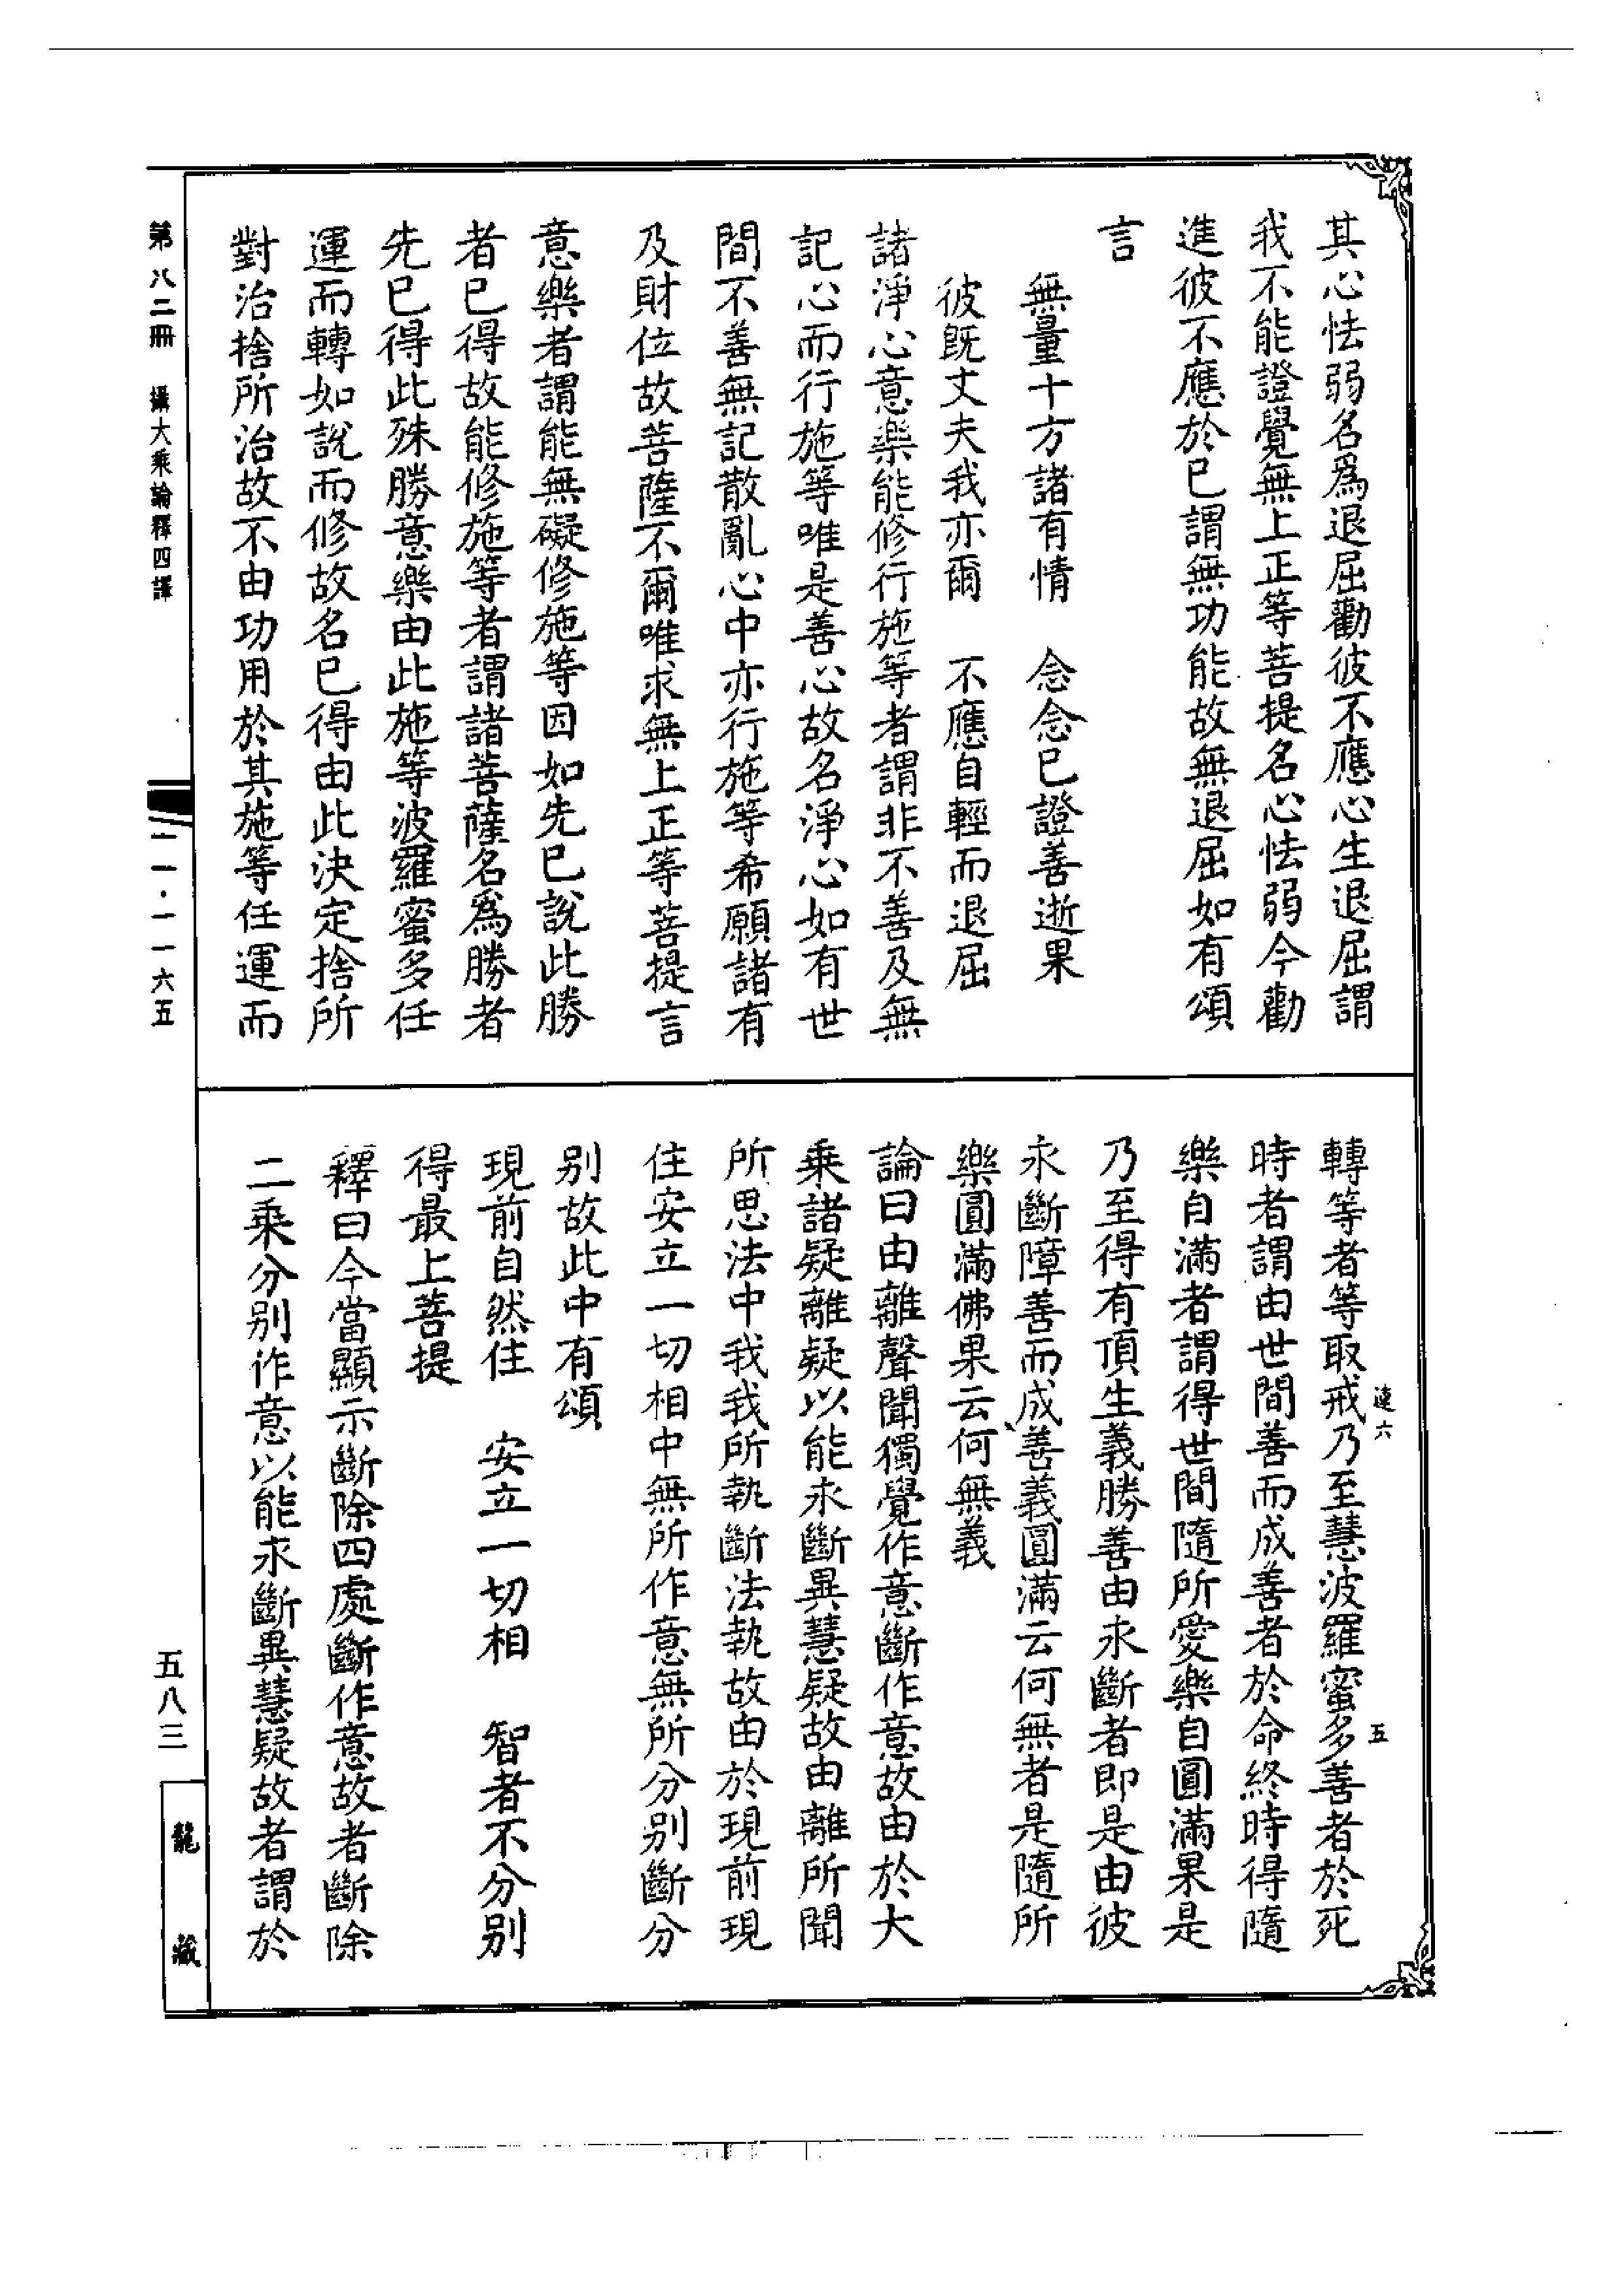 其心怯弱名爲退屈勸彼不應心生退屈謂
我不能證覺無上正等菩提名心怯弱今勸
進彼不應於已謂無功能故無退屈如有頌
言
無量十方諸有情　念念已證善逝果
彼既丈夫我亦爾　不應自輕而退屈
諸淨心意樂能修行施等者謂非不善及無
記心而行施等唯是善心故名淨心如有世
間不善無記散亂心中亦行施等希願諸有
及財位故菩薩不爾唯求無上正等菩提言
意樂者謂能無礙修施等因如先已說此勝
者已得故能修施等者謂諸菩薩名爲勝者
先已得此殊勝意樂由此施等波羅蜜多任
運而轉如說而修故名已得由此決定捨所
對治捨所治故不由功用於其施等任運而
轉等者等取戒乃至慧波羅蜜多善者於死
時者謂由世間善而成善者於命終時得隨
樂自滿者謂得世間隨所愛樂自圓滿果是
乃至得有頂生義勝善由永斷者即是由彼
永斷障善而成善義圓滿云何無者是隨所
樂圓滿佛果云何無義
論曰由離聲聞獨覺作意斷作意故由於大
乘諸疑離疑以能永斷異慧疑故由離所聞
所思法中我我所執斷法執故由於現前現
住安立一切相中無所作意無所分别斷分
别故此中有頌
現前自然住　安立一切相　智者不分别
得最上菩提
釋曰今當顯示斷除四處斷作意故者斷除
二乘分别作意以能永斷異慧疑故者謂於
連六
五
第八二冊　攝大乘論釋四譯
一一·一一六五
五八三
龍藏